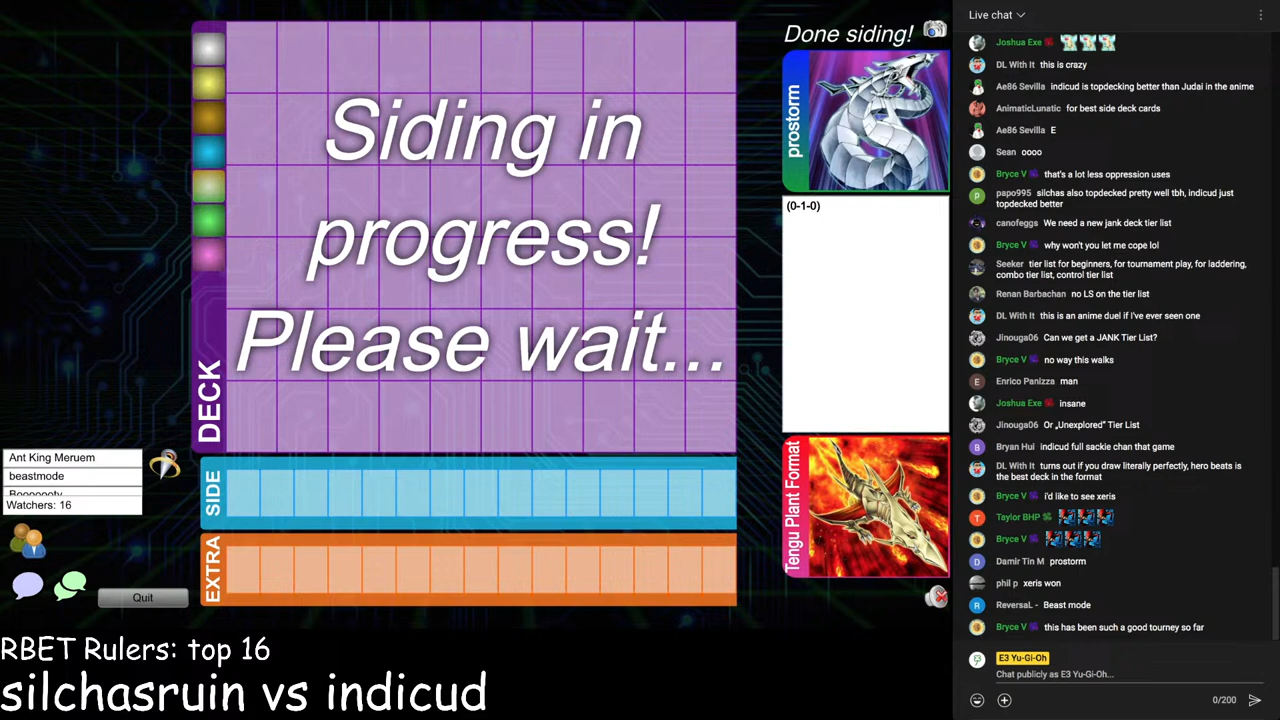 Siding in
progress!
Please wait...
DECK
SIDE
EXTRA
Done siding!
prostorm
(0-1-0)
Tengu Plant Format
Ant King Meruem
beastmode
Roooooty
Watchers: 16
Quit
RBET Rulers: top 16
silchasruin vs indicud
Live chat
Joshua Exe
DL With It this is crazy
Ae86 Sevilla indicud is topdecking better than Judai in the anime
AnimaticLunatic for best side deck cards
Ae86 Sevilla E
Sean oooo
Bryce V that's a lot less oppression uses
papo995 silchas also topdecked pretty well tbh, indicud just
topdecked better
canofeggs We need a new jank deck tier list
Bryce V why won't you let me cope lol
Seeker tier list for beginners, for tournament play, for laddering,
combo tier list, control tier list
Renan Barbachan no LS on the tier list
DL With It this is an anime duel if I've ever seen one
Jinouga06 Can we get a JANK Tier List?
Bryce V no way this walks
E
Enrico Panizza man
Joshua Exe insane
Jinouga06 Or „Unexplored" Tier List
B
Bryan Hui indicud full sackie chan that game
DL With It turns out if you draw literally perfectly, hero beats is
the best deck in the format
Bryce V i'd like to see xeris
T
Taylor BHP
Bryce V
D
Damir Tin M prostorm
phil p xeris won
R
ReversaL - Beast mode
Bryce V this has been such a good tourney so far
E3 Yu-Gi-Oh
Chat publicly as E3 Yu-Gi-Oh...
0/200